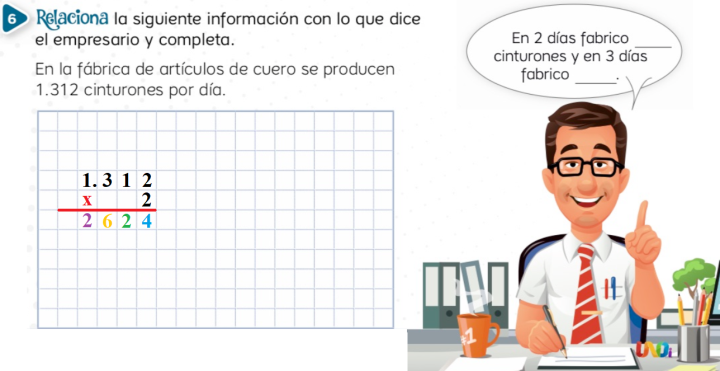 6 Relaciona la siguiente información con lo que dice
el empresario y completa.
En la fábrica de artículos de cuero se producen
1.312 cinturones por día.
1.3 1 2
x 2
2 6 2 4
En 2 días fabrico ______
cinturones y en 3 días
fabrico ______.